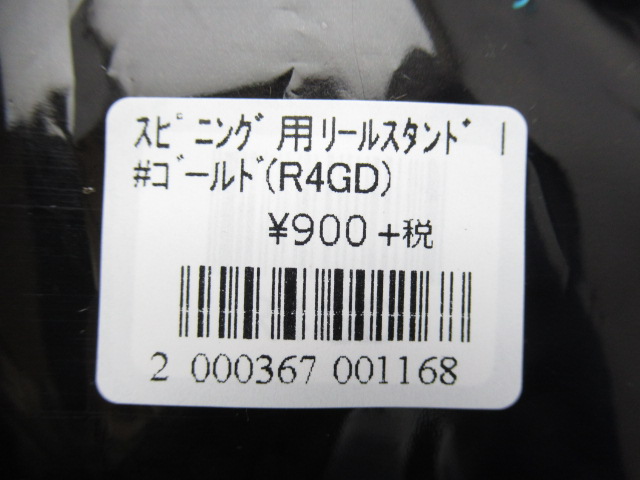 ｽﾋﾟﾆﾝｸﾞ用ﾘｰﾙｽﾀﾝﾄﾞ I
#ｺﾞｰﾙﾄﾞ(R4GD)
¥900+税
2 000367 001168